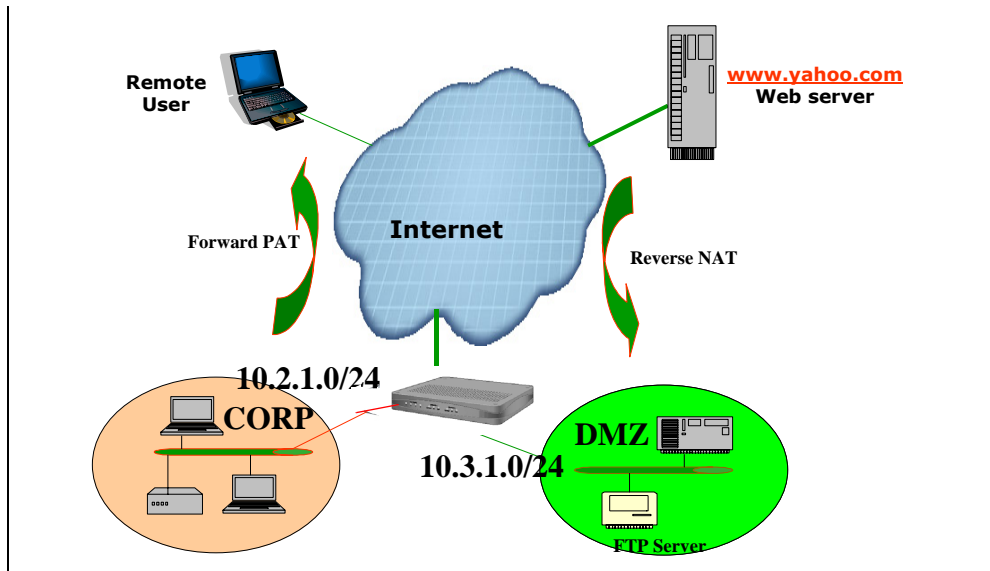 Remote
User
www.yahoo.com
Web server
Internet
Forward PAT
Reverse NAT
10.2.1.0/24
CORP
DMZ
10.3.1.0/24
FTP Server